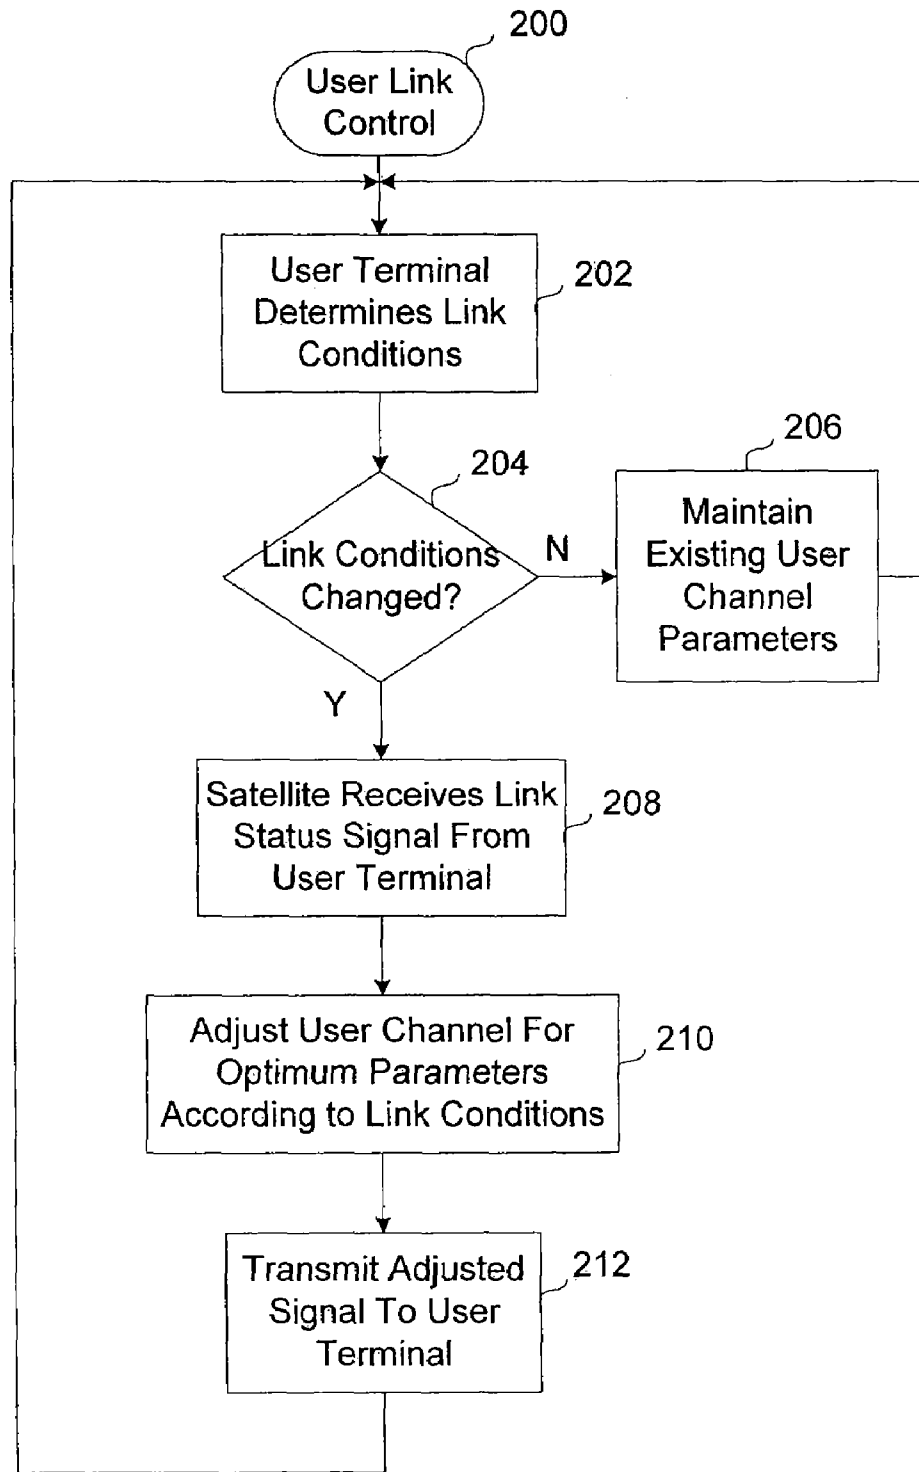 200
User Link
Control
User Terminal
Determines Link
Conditions
202
204
Link Conditions
Changed?
N
Y
206
Maintain
Existing User
Channel
Parameters
Satellite Receives Link
Status Signal From
User Terminal
208
Adjust User Channel For
Optimum Parameters
According to Link Conditions
210
Transmit Adjusted
Signal To User
Terminal
212